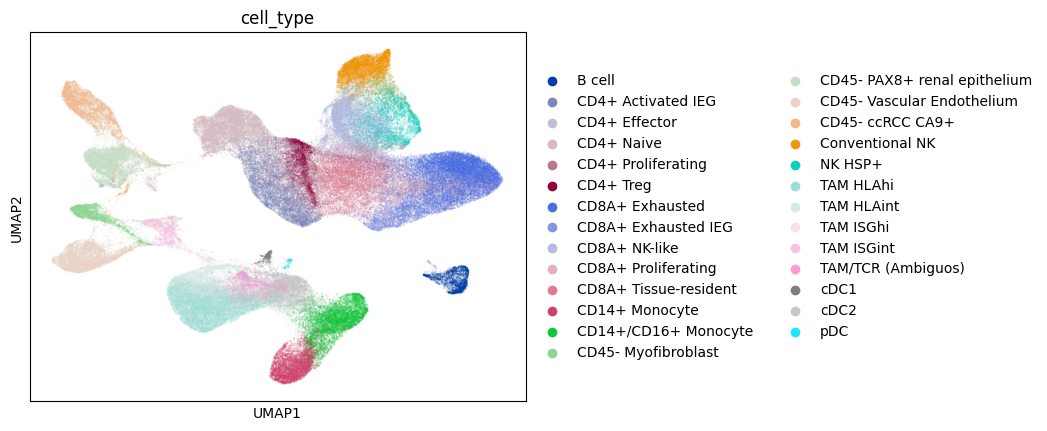 cell_type
UMAP2
UMAP1
B cell
CD4+ Activated IEG
CD4+ Effector
CD4+ Naive
CD4+ Proliferating
CD4+ Treg
CD8A+ Exhausted
CD8A+ Exhausted IEG
CD8A+ NK-like
CD8A+ Proliferating
CD8A+ Tissue-resident
CD14+ Monocyte
CD14+/CD16+ Monocyte
CD45- Myofibroblast
CD45- PAX8+ renal epithelium
CD45- Vascular Endothelium
CD45- ccRCC CA9+
Conventional NK
NK HSP+
TAM HLAhi
TAM HLAint
TAM ISGhi
TAM ISGint
TAM/TCR (Ambiguos)
cDC1
cDC2
pDC